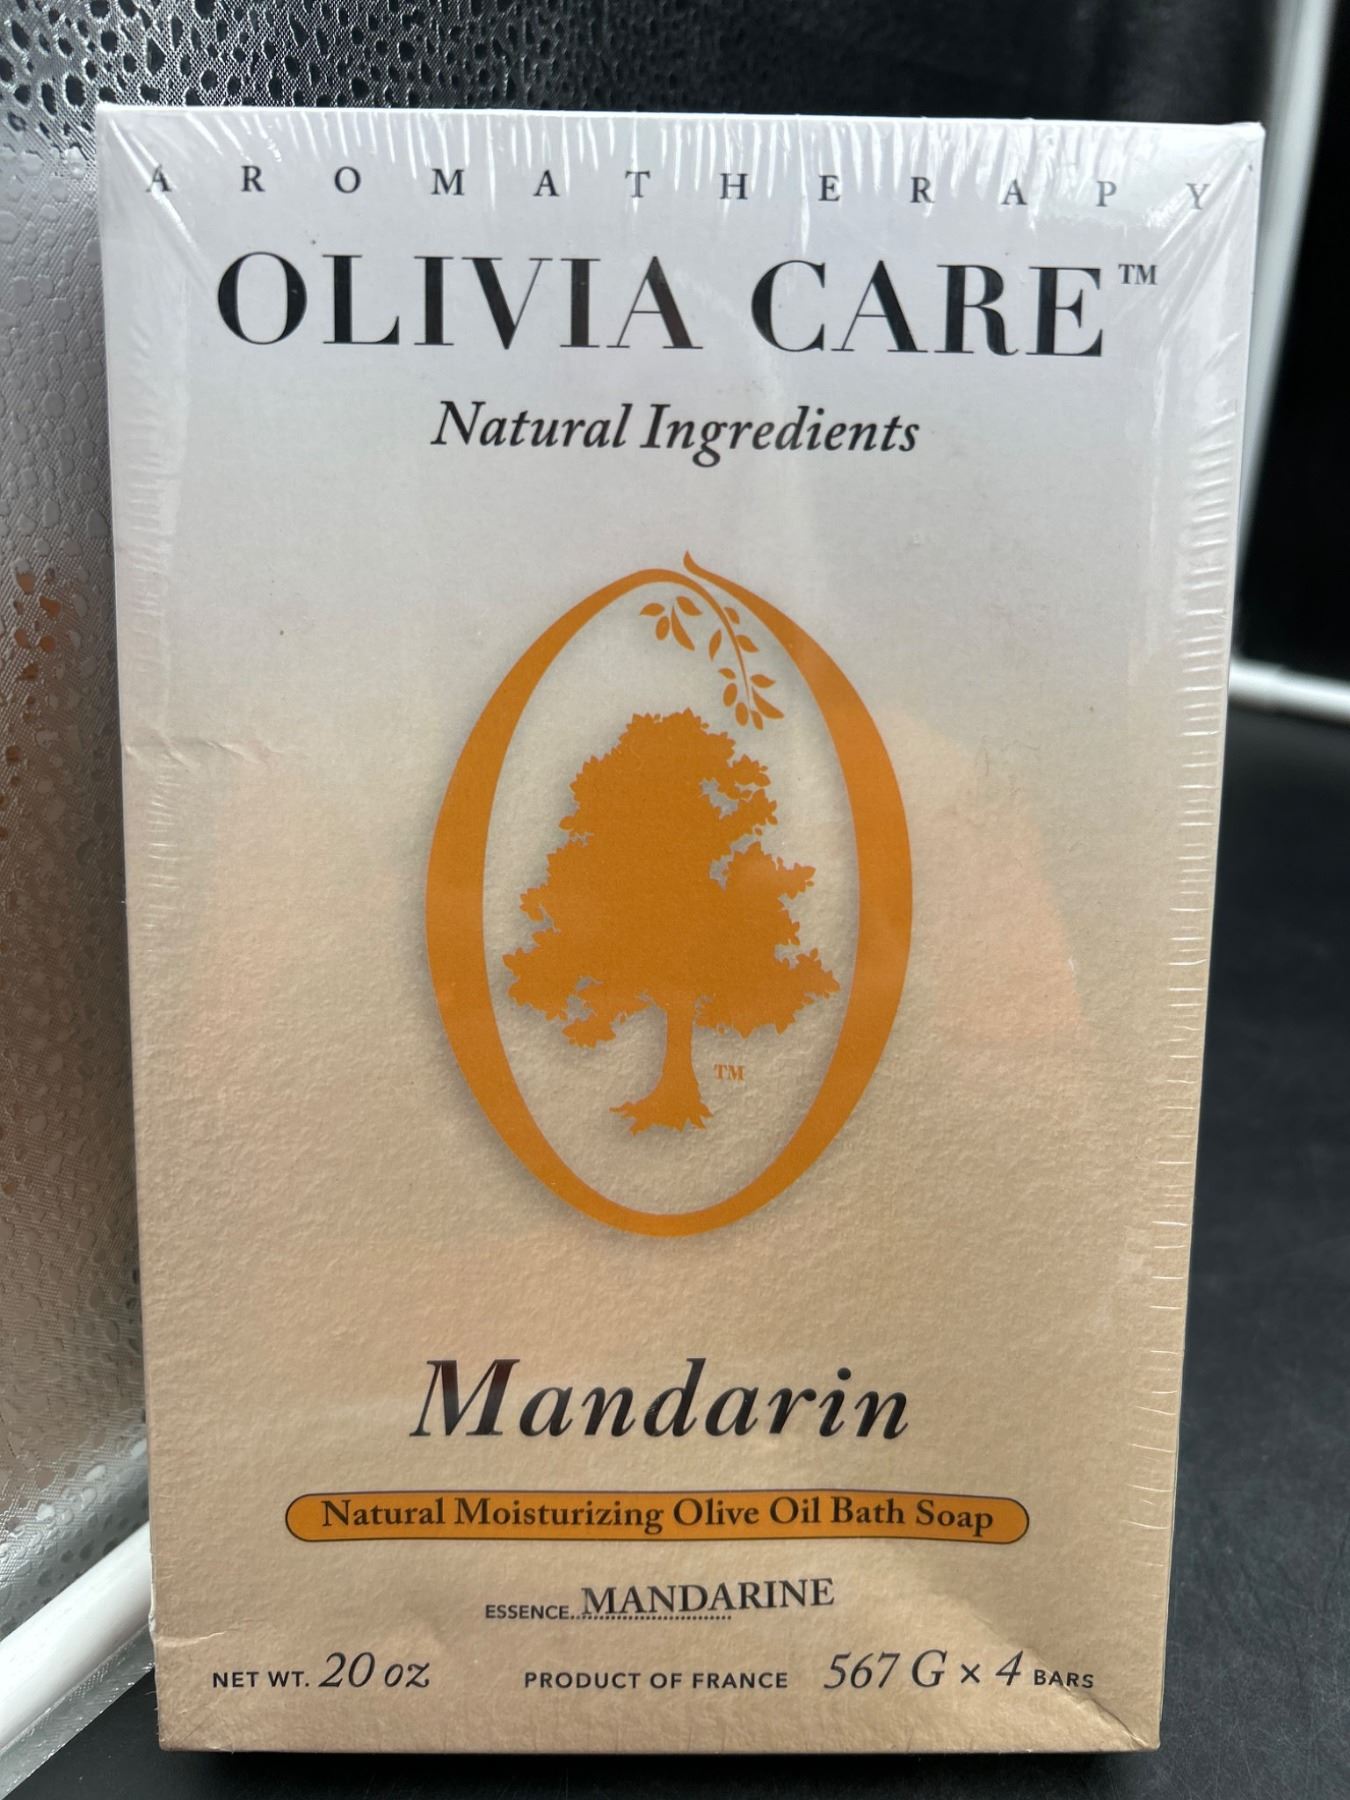 AROMATHERAPY
OLIVIA CARE™
Natural Ingredients
TM
Mandarin
Natural Moisturizing Olive Oil Bath Soap
ESSENCE MANDARINE
NET WT. 20 oz PRODUCT OF FRANCE 567 G × 4 BARS